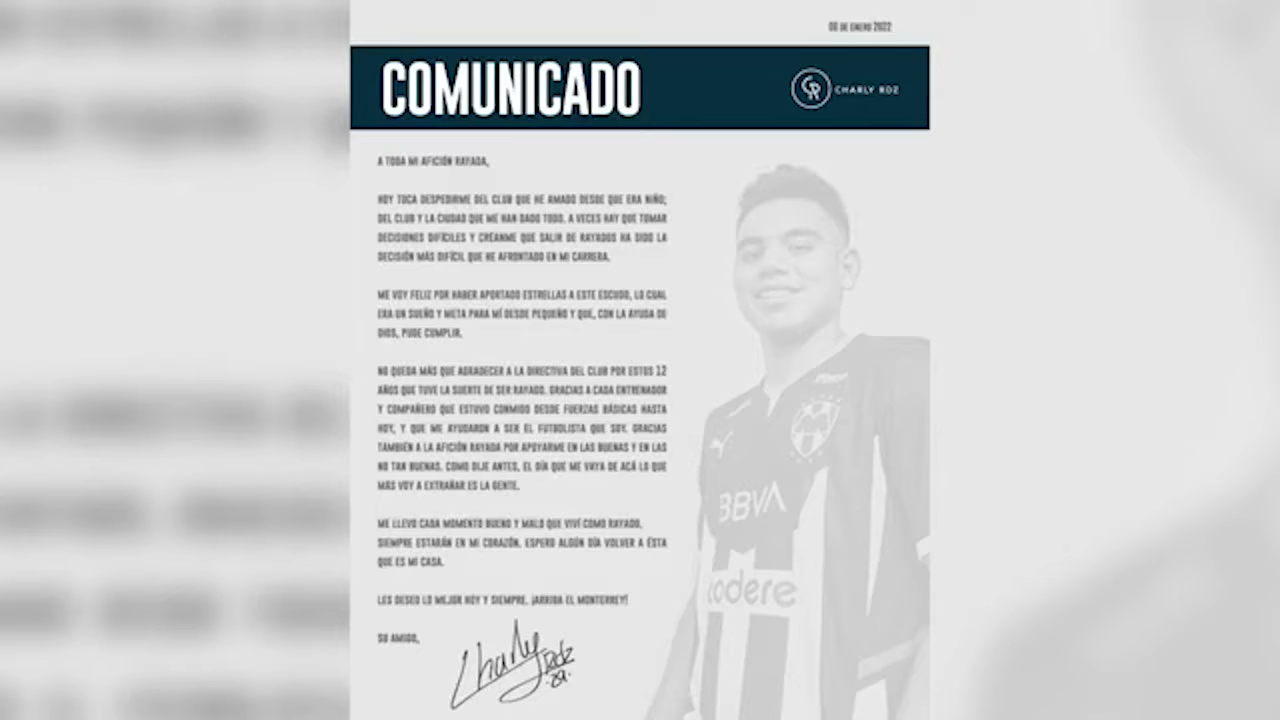 08 DE ENERO 2022
COMUNICADO
CR CHARLY RDZ
A TODA MI AFICIÓN RAYADA,
HOY TOCA DESPEDIRME DEL CLUB QUE HE AMADO DESDE QUE ERA NIÑO;
DEL CLUB Y LA CIUDAD QUE ME HAN DADO TODO. A VECES HAY QUE TOMAR
DECISIONES DIFÍCILES Y CRÉANME QUE SALIR DE RAYADOS HA SIDO LA
DECISIÓN MÁS DIFÍCIL QUE HE AFRONTADO EN MI CARRERA.
ME VOY FELIZ POR HABER APORTADO ESTRELLAS A ESTE ESCUDO, LO CUAL
ERA UN SUEÑO Y META PARA MÍ DESDE PEQUEÑO Y QUE, CON LA AYUDA DE
DIOS, PUDE CUMPLIR.
NO QUEDA MÁS QUE AGRADECER A LA DIRECTIVA DEL CLUB POR ESTOS 12
AÑOS QUE TUVE LA SUERTE DE SER RAYADO. GRACIAS A CADA ENTRENADOR
Y COMPAÑERO QUE ESTUVO CONMIGO DESDE FUERZAS BÁSICAS HASTA
HOY, Y QUE ME AYUDARON A SER EL FUTBOLISTA QUE SOY. GRACIAS
TAMBIÉN A LA AFICIÓN RAYADA POR APOYARME EN LAS BUENAS Y EN LAS
NO TAN BUENAS. COMO DIJE ANTES, EL DÍA QUE ME VAYA DE ACÁ LO QUE
MÁS VOY A EXTRAÑAR ES LA GENTE.
ME LLEVO CADA MOMENTO BUENO Y MALO QUE VIVÍ COMO RAYADO,
SIEMPRE ESTARÁN EN MI CORAZÓN. ESPERO ALGÚN DÍA VOLVER A ÉSTA
QUE ES MI CASA.
LES DESEO LO MEJOR HOY Y SIEMPRE. ¡ARRIBA EL MONTERREY!
SU AMIGO,
Charly Rdz
29.
BBVA
codere